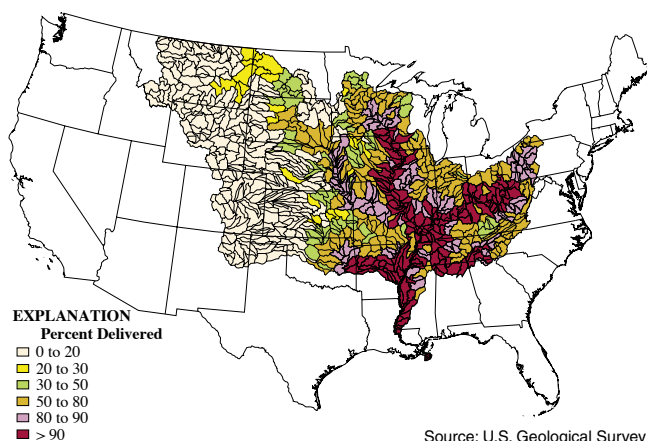 EXPLANATION
Percent Delivered
0 to 20
20 to 30
30 to 50
50 to 80
80 to 90
> 90
Source: U.S. Geological Survey